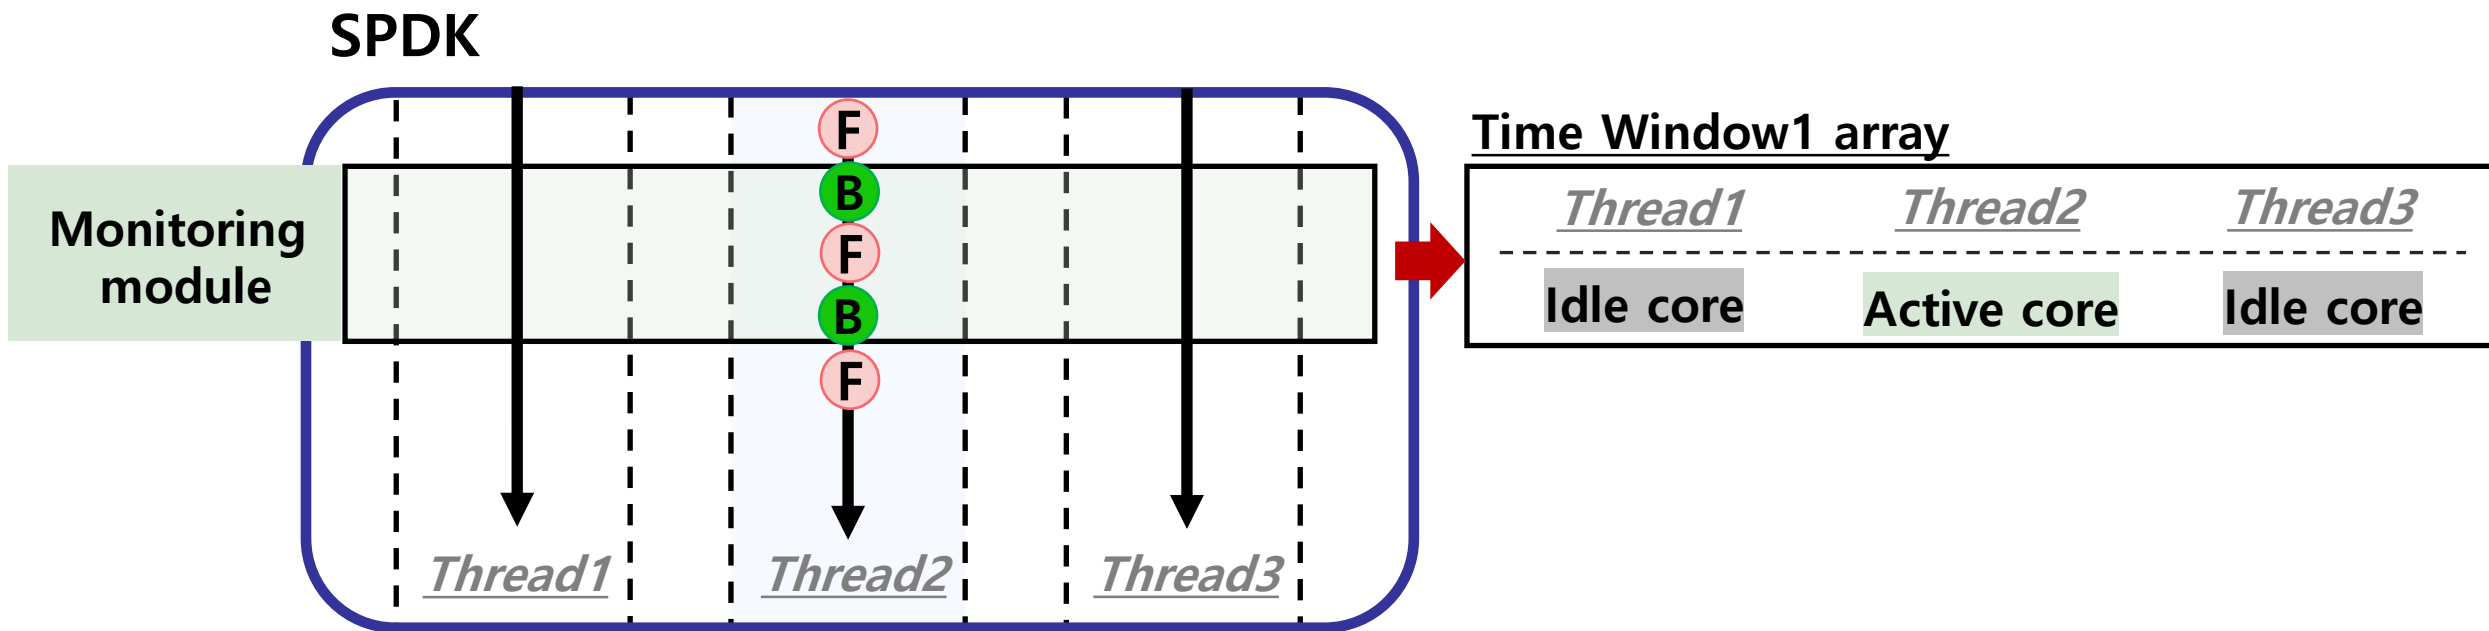 SPDK
Monitoring
module
F
B
F
B
F
Thread1 Thread2 Thread3
Time Window1 array
Thread1 Thread2 Thread3
Idle core Active core Idle core